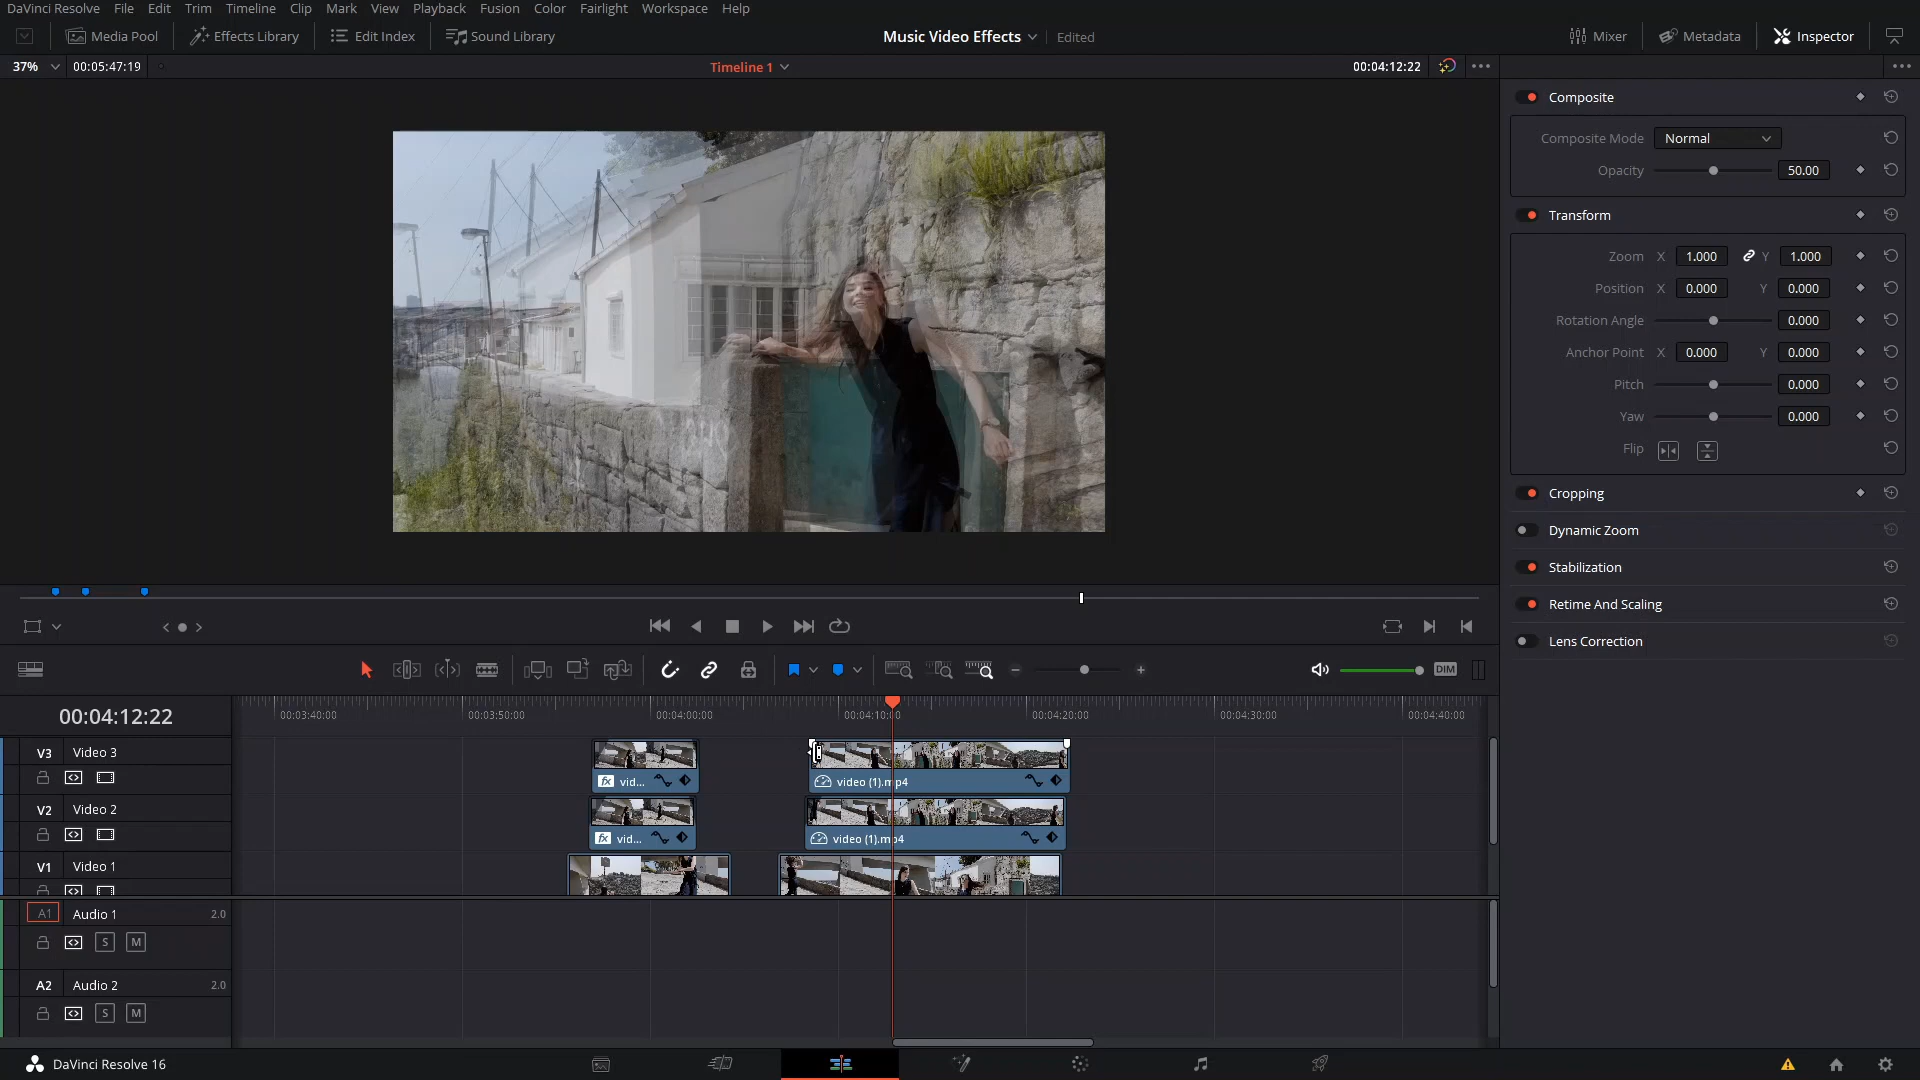 DaVinci Resolve File Edit Trim Timeline Clip Mark View Playback Fusion Color Fairlight Workspace Help
Media Pool Effects Library Edit Index Sound Library Music Video Effects Edited Mixer Metadata Inspector
37% 00:05:47:19 Timeline 1 00:04:12:22
Composite
Composite Mode Normal
Opacity 50.00
Transform
Zoom X 1.000 Y 1.000
Position X 0.000 Y 0.000
Rotation Angle 0.000
Anchor Point X 0.000 Y 0.000
Pitch 0.000
Yaw 0.000
Flip
Cropping
Dynamic Zoom
Stabilization
Retime And Scaling
Lens Correction
DIM
00:04:12:22
00:03:40:00 00:03:50:00 00:04:00:00 00:04:10:00 00:04:20:00 00:04:30:00 00:04:40:00
V3 Video 3
fx vid... video (1).mp4
V2 Video 2
fx vid... video (1).mp4
V1 Video 1
A1 Audio 1 2.0
S M
A2 Audio 2 2.0
S M
DaVinci Resolve 16